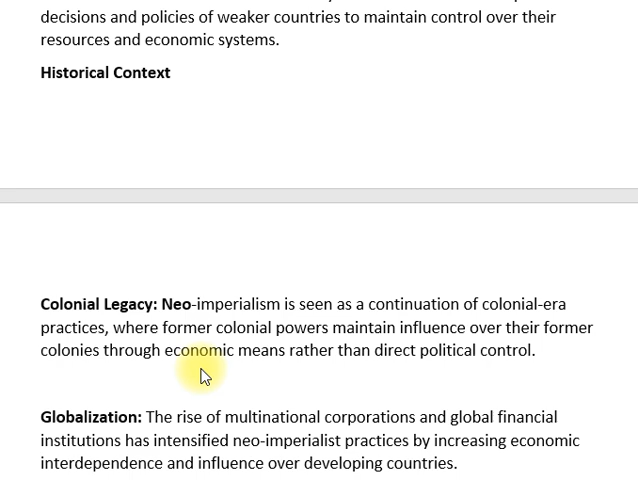 decisions and policies of weaker countries to maintain control over their
resources and economic systems.
Historical Context
Colonial Legacy: Neo-imperialism is seen as a continuation of colonial-era
practices, where former colonial powers maintain influence over their former
colonies through economic means rather than direct political control.
Globalization: The rise of multinational corporations and global financial
institutions has intensified neo-imperialist practices by increasing economic
interdependence and influence over developing countries.